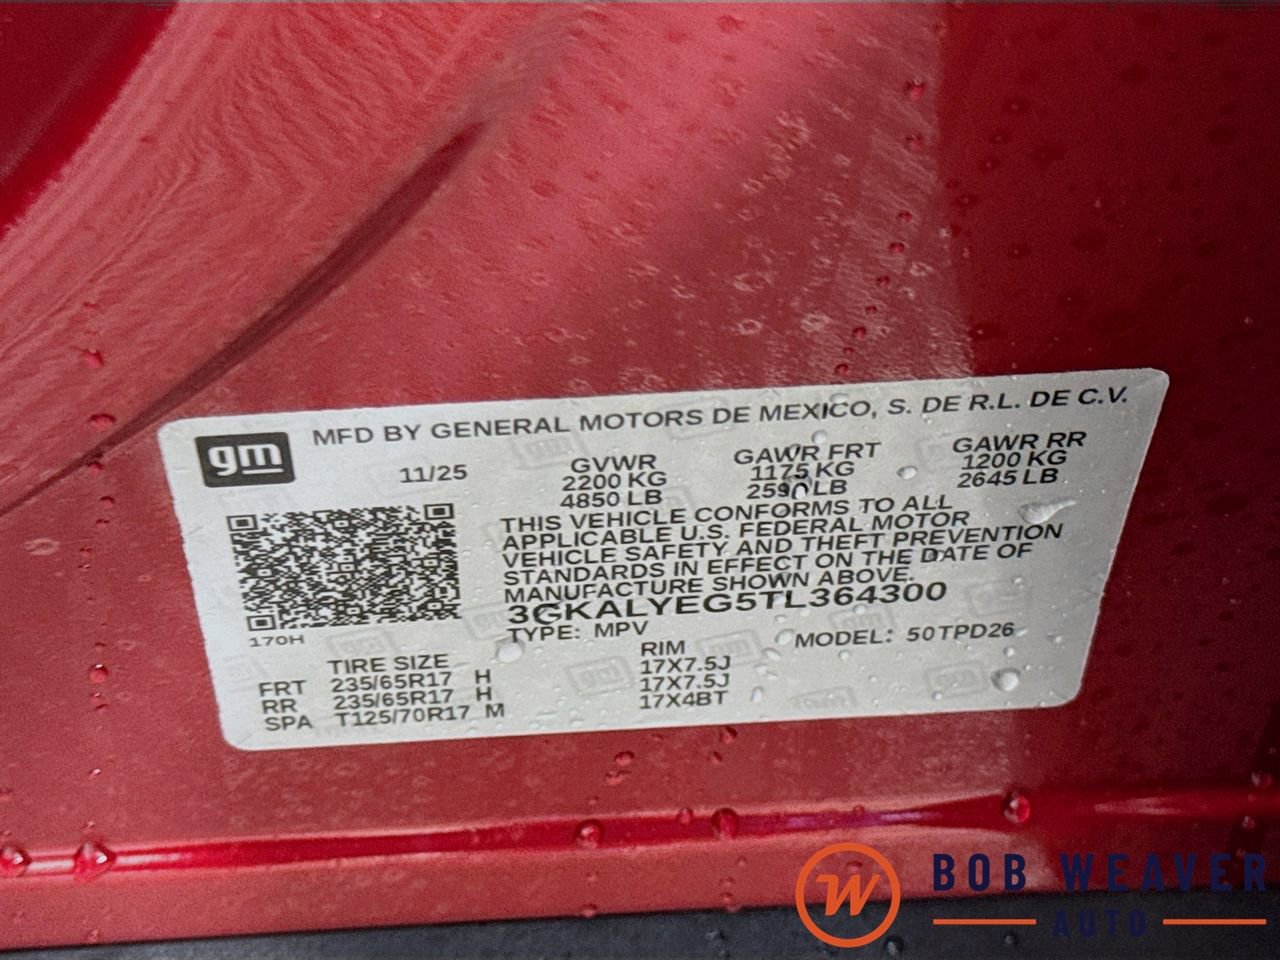 gm
MFD BY GENERAL MOTORS DE MEXICO, S. DE R.L. DE C.V.
11/25
GVWR
2200 KG
4850 LB
GAWR FRT
1175 KG
2590 LB
GAWR RR
1200 KG
2645 LB
THIS VEHICLE CONFORMS TO ALL
APPLICABLE U.S. FEDERAL MOTOR
VEHICLE SAFETY AND THEFT PREVENTION
STANDARDS IN EFFECT ON THE DATE OF
MANUFACTURE SHOWN ABOVE.
3GKALYEG5TL364300
170H
TYPE: MPV
MODEL: 50TPD26
TIRE SIZE RIM
FRT 235/65R17 H 17X7.5J
RR 235/65R17 H 17X7.5J
SPA T125/70R17 M 17X4BT
W
BOB WEAVER
AUTO